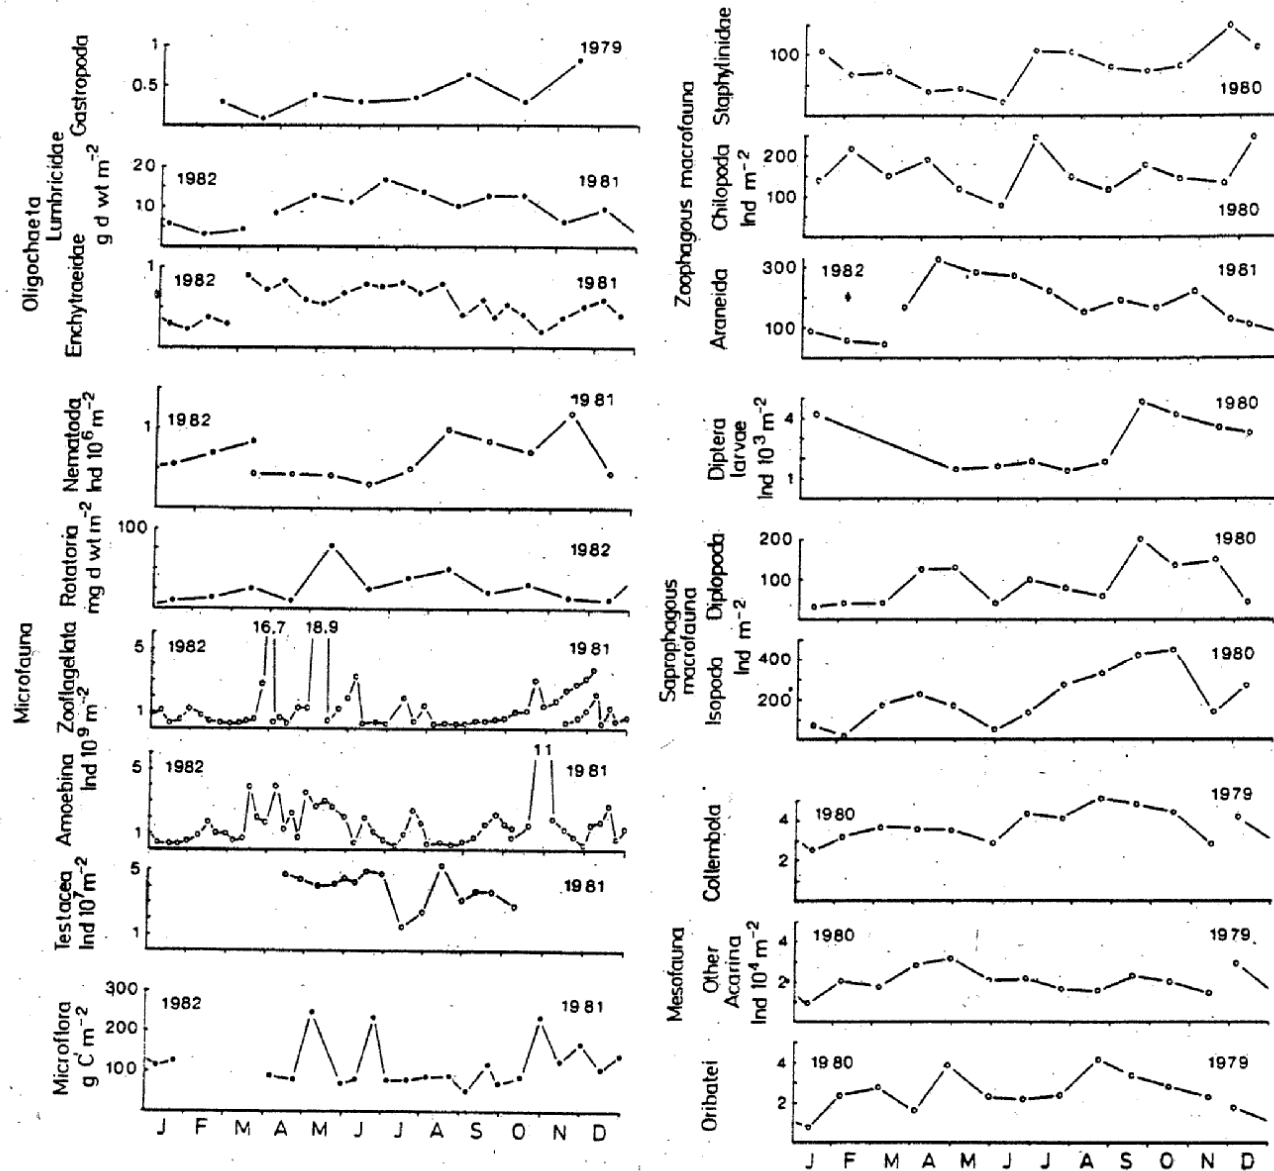 Gastropoda
1
0.5
1979
Oligochaeta
Lumbricidae
g d wt m⁻²
20
10
1982
1981
Enchytraeidae
1
1982
1981
Microfauna
Nematoda
Ind 10⁶ m⁻²
1
1982
1981
Rotatoria
mg d wt m⁻²
100
1982
Zooflagellata
Ind 10⁹ m⁻²
5
1
1982
16.7
18.9
1981
Amoebina
5
1
1982
11
1981
Testacea
Ind 10⁷ m⁻²
5
1
1981
Microflora
g C m⁻²
300
200
100
1982
1981
J F M A M J J A S O N D
Zoophagous macrofauna
Staphylinidae
100
1980
Chilopoda
Ind m⁻²
200
100
1980
Araneida
300
100
1982
1981
Saprophagous
macrofauna
Diptera
larvae
Ind 10³ m⁻²
4
1
1980
Diplopoda
Ind m⁻²
200
100
1980
Isopoda
400
200
1980
Mesofauna
Collembola
4
2
1980
1979
Other
Acarina
Ind 10⁴ m⁻²
4
2
1980
1979
Oribatei
4
2
1980
1979
J F M A M J J A S O N D